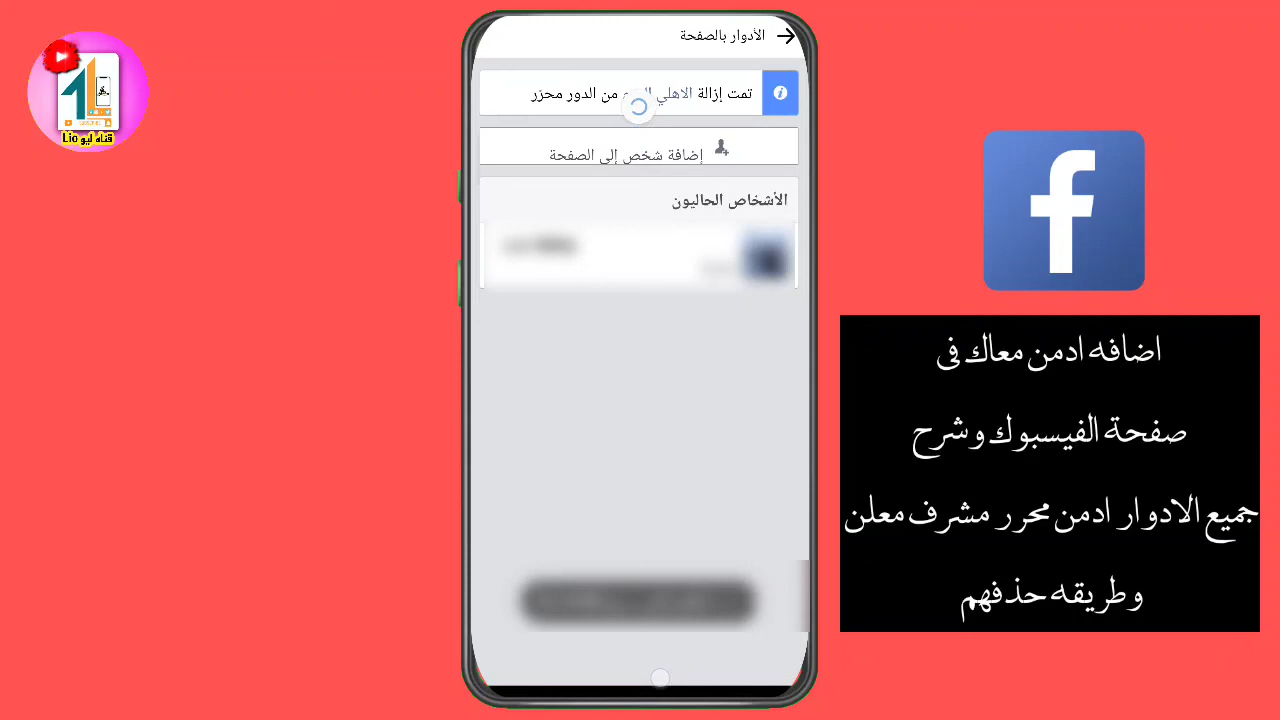 الأدوار بالصفحة
تمت إزالة الاهلي من الدور محرر
إضافة شخص إلى الصفحة
الأشخاص الحاليون
قناه ليو Lio
اضافه ادمن معاك فى
صفحة الفيسبوك وشرح
جميع الادوار ادمن محرر مشرف معلن
وطريقه حذفهم